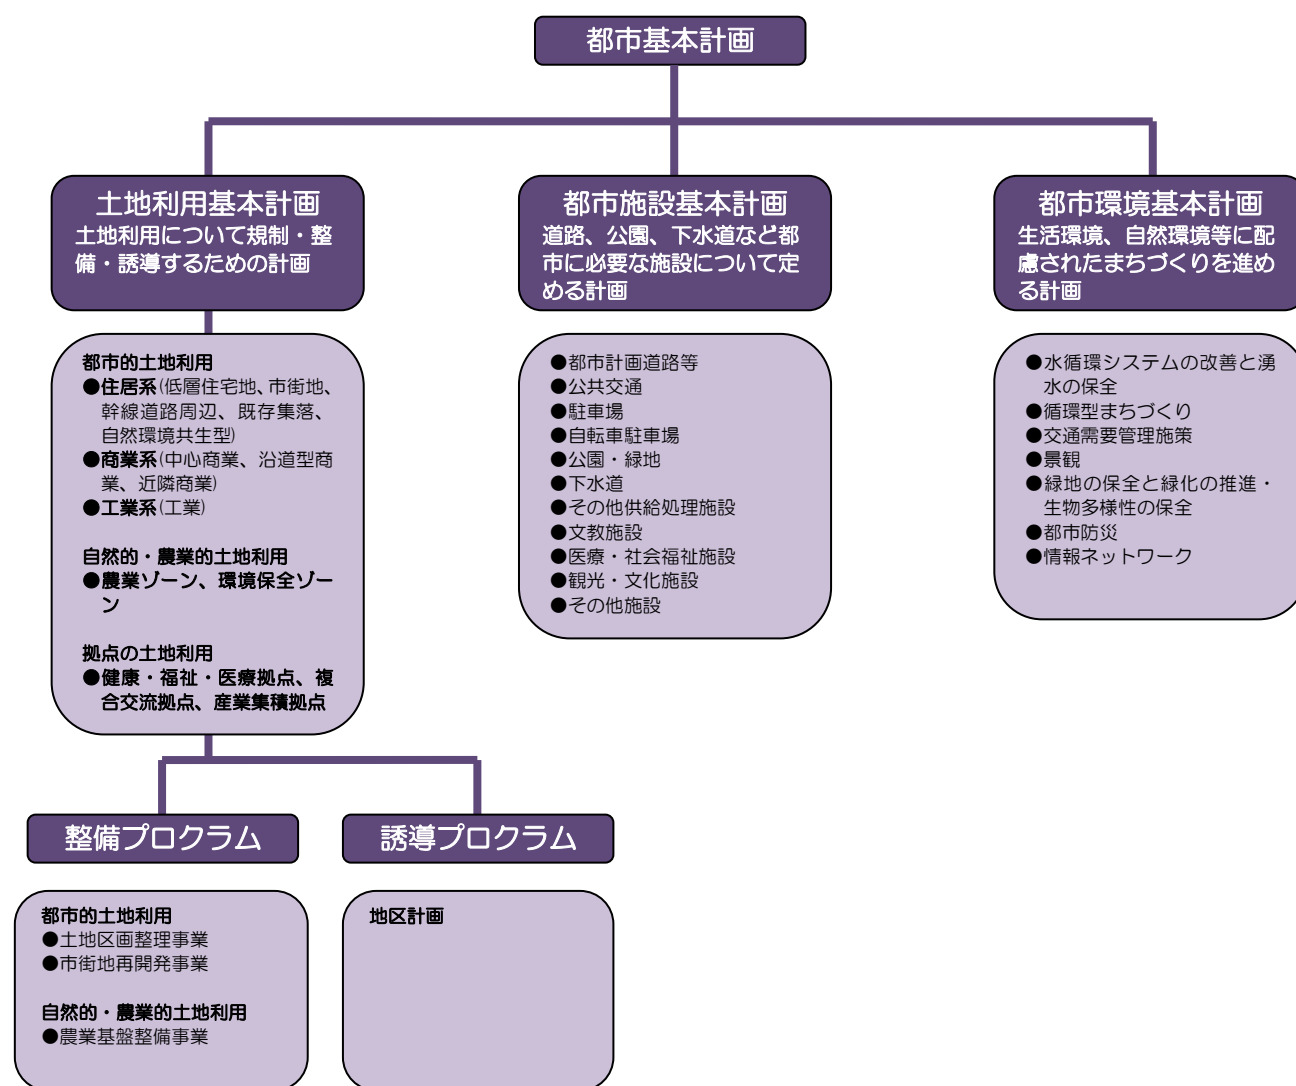 都市基本計画
土地利用基本計画
土地利用について規制・整
備・誘導するための計画
都市施設基本計画
道路、公園、下水道など都
市に必要な施設について定
める計画
都市環境基本計画
生活環境、自然環境等に配
慮されたまちづくりを進め
る計画
都市的土地利用
●住居系(低層住宅地、市街地、
幹線道路周辺、既存集落、
自然環境共生型)
●商業系(中心商業、沿道型商
業、近隣商業)
●工業系(工業)
自然的・農業的土地利用
●農業ゾーン、環境保全ゾー
ン
拠点の土地利用
●健康・福祉・医療拠点、複
合交流拠点、産業集積拠点
●都市計画道路等
●公共交通
●駐車場
●自転車駐車場
●公園・緑地
●下水道
●その他供給処理施設
●文教施設
●医療・社会福祉施設
●観光・文化施設
●その他施設
●水循環システムの改善と湧
水の保全
●循環型まちづくり
●交通需要管理施策
●景観
●緑地の保全と緑化の推進・
生物多様性の保全
●都市防災
●情報ネットワーク
整備プログラム
都市的土地利用
●土地区画整理事業
●市街地再開発事業
自然的・農業的土地利用
●農業基盤整備事業
誘導プログラム
地区計画